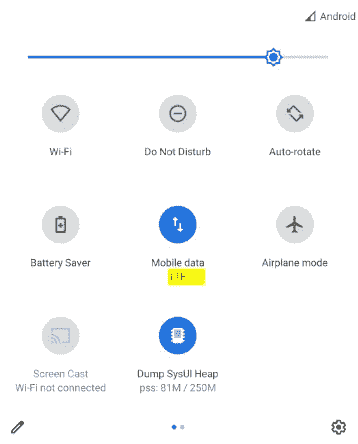 Android
Wi-Fi
Do Not Disturb
Auto-rotate
Battery Saver
Mobile data
Airplane mode
Screen Cast
Wi-Fi not connected
Dump SysUI Heap
pss: 81M / 250M